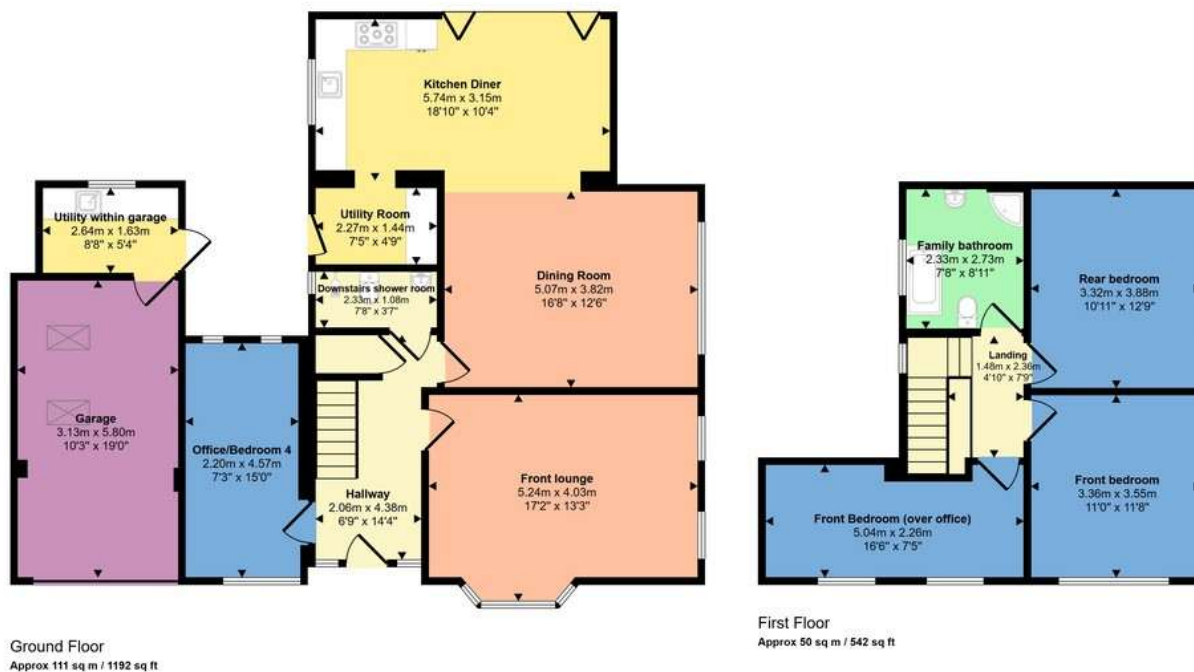 Kitchen Diner
5.74m x 3.15m
18'10" x 10'4"
Utility within garage
2.64m x 1.63m
8'8" x 5'4"
Utility Room
2.27m x 1.44m
7'5" x 4'9"
Downstairs shower room
2.33m x 1.08m
7'8" x 3'7"
Dining Room
5.07m x 3.82m
16'8" x 12'6"
Garage
3.13m x 5.80m
10'3" x 19'0"
Office/Bedroom 4
2.20m x 4.57m
7'3" x 15'0"
Hallway
2.06m x 4.38m
6'9" x 14'4"
Front lounge
5.24m x 4.03m
17'2" x 13'3"
Ground Floor
Approx 111 sq m / 1192 sq ft
Family bathroom
2.33m x 2.73m
7'8" x 8'11"
Rear bedroom
3.32m x 3.88m
10'11" x 12'9"
Landing
1.48m x 2.36m
4'10" x 7'9"
Front Bedroom (over office)
5.04m x 2.26m
16'6" x 7'5"
Front bedroom
3.36m x 3.55m
11'0" x 11'8"
First Floor
Approx 50 sq m / 542 sq ft